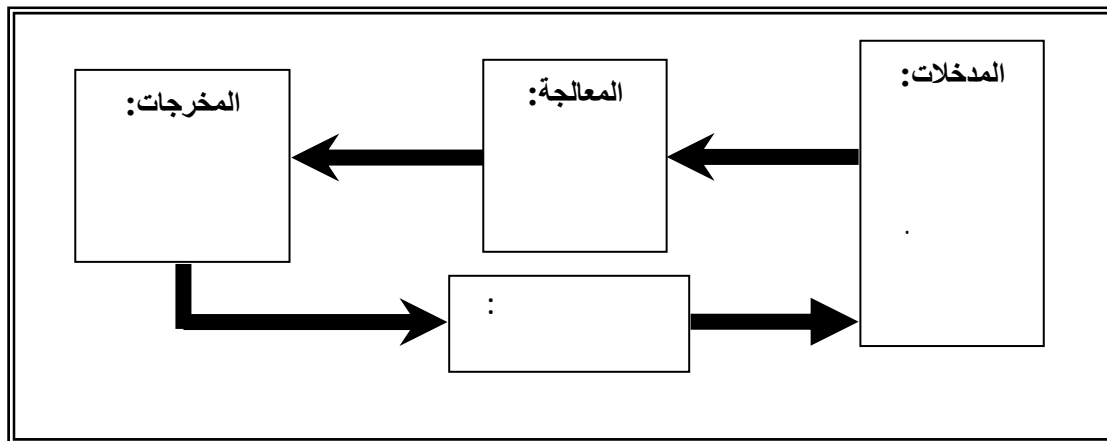 المدخلات:
.
المعالجة:
المخرجات:
: